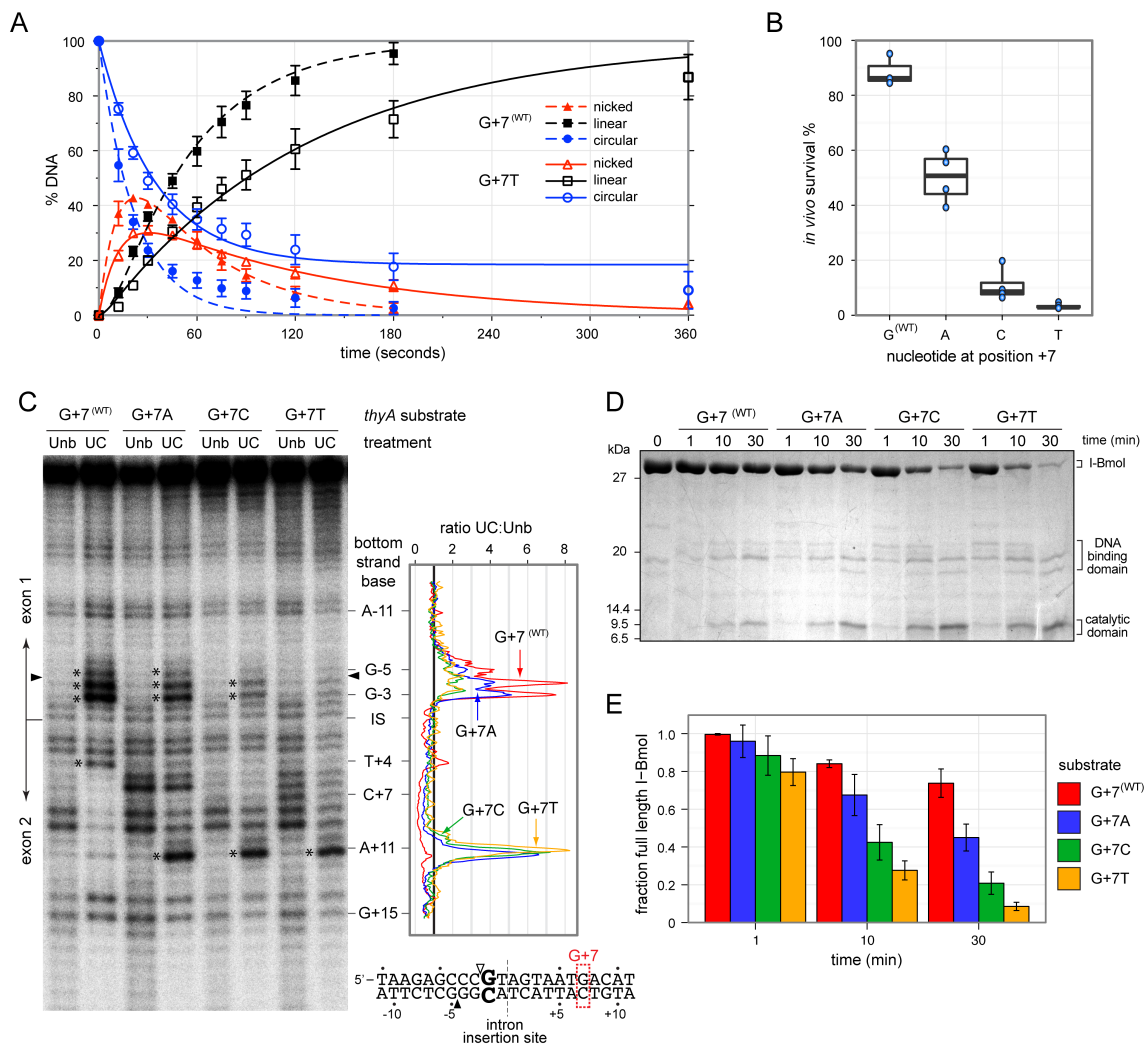 A
100
80
60
40
20
0
% DNA
0
60
120
180
240
300
360
time (seconds)
G+7 (WT)
nicked
linear
circular
G+7T
nicked
linear
circular
B
100
80
60
40
20
0
in vivo survival %
G(WT)
A
C
T
nucleotide at position +7
C
G+7 (WT) G+7A G+7C G+7T thyA substrate
Unb UC Unb UC Unb UC Unb UC treatment
exon 1
exon 2
* * * * * * * * * * * *
bottom strand base
A-11
G-5
G-3
IS
T+4
C+7
A+11
G+15
ratio UC:Unb
0 2 4 6 8
G+7 (WT)
G+7A
G+7C
G+7T
G+7
5'– TAAGAGCCCGTAGTAATGACAT
ATTCTCGGGCATCATTACTGTA
-10 -5 +5 +10
intron
insertion site
D
G+7 (WT) G+7A G+7C G+7T
0 1 10 30 1 10 30 1 10 30 1 10 30 time (min)
kDa
27
20
14.4
9.5
6.5
I-BmoI
DNA
binding
domain
catalytic
domain
E
1.0
0.8
0.6
0.4
0.2
0
fraction full length I-BmoI
1
10
30
time (min)
substrate
G+7(WT)
G+7A
G+7C
G+7T